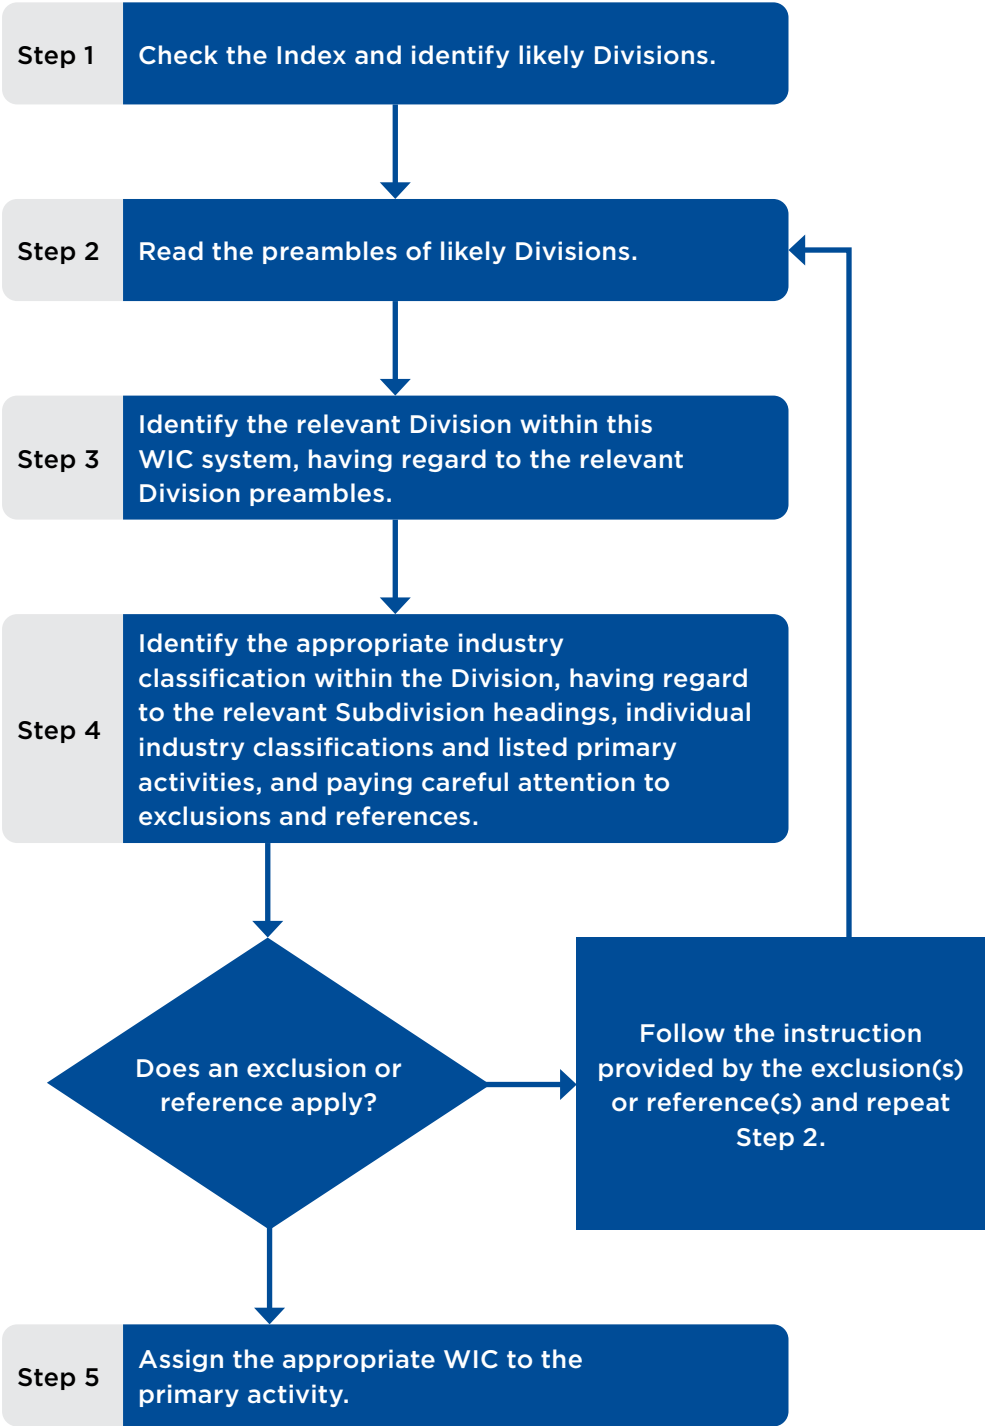 Step 1
Check the Index and identify likely Divisions.
Step 2
Read the preambles of likely Divisions.
Step 3
Identify the relevant Division within this
WIC system, having regard to the relevant
Division preambles.
Step 4
Identify the appropriate industry
classification within the Division, having regard
to the relevant Subdivision headings, individual
industry classifications and listed primary
activities, and paying careful attention to
exclusions and references.
Does an exclusion or
reference apply?
Follow the instruction
provided by the exclusion(s)
or reference(s) and repeat
Step 2.
Step 5
Assign the appropriate WIC to the
primary activity.